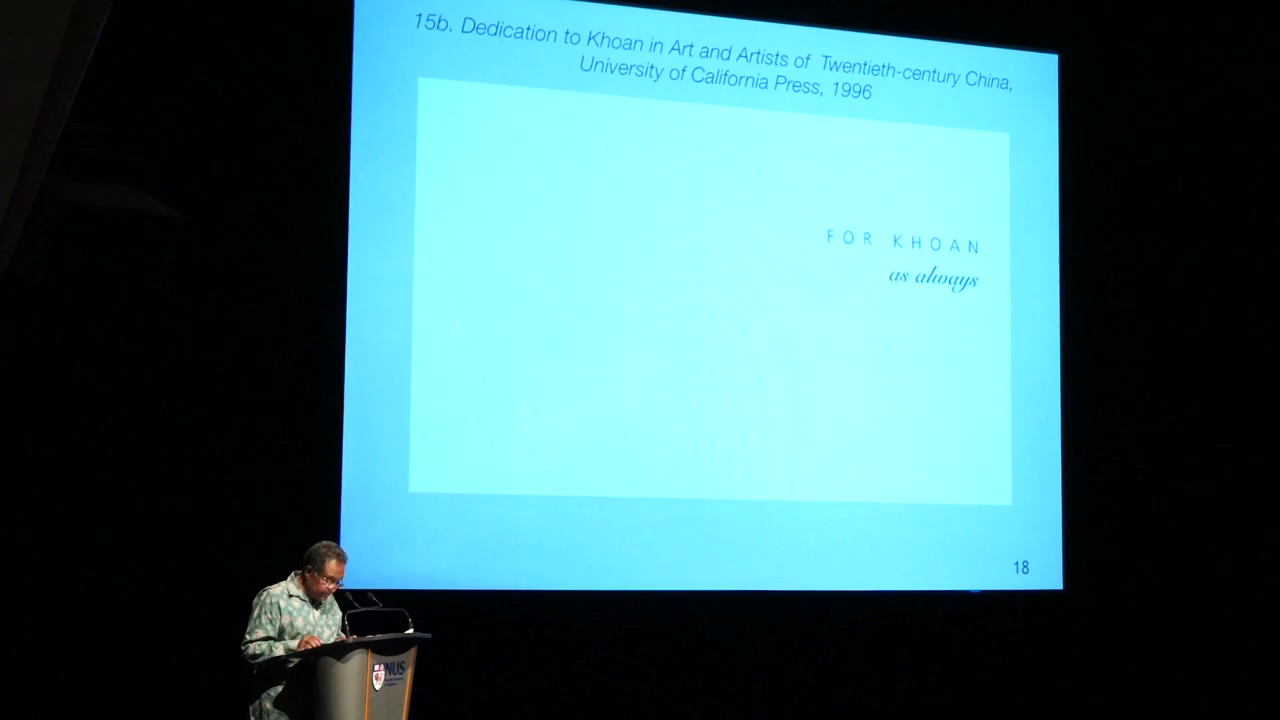 15b. Dedication to Khoan in Art and Artists of Twentieth-century China,
University of California Press, 1996
FOR KHOAN
as always
18
NUS